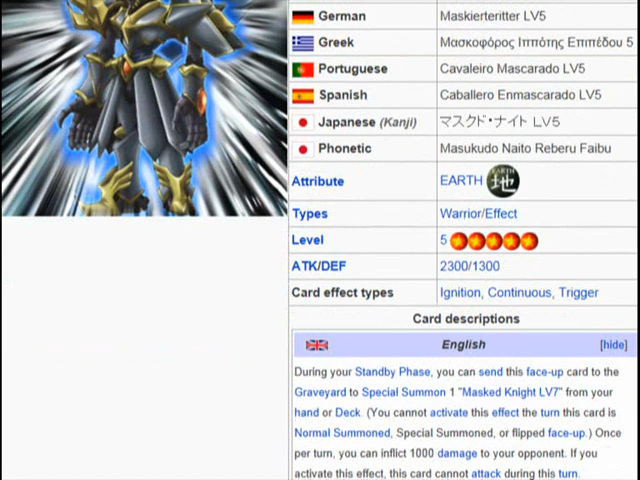 German Maskierteritter LV5
Greek Μασκοφόρος Ιππότης Επιπέδου 5
Portuguese Cavaleiro Mascarado LV5
Spanish Caballero Enmascarado LV5
Japanese (Kanji) マスクド・ナイト LV5
Phonetic Masukudo Naito Reberu Faibu
Attribute EARTH EARTH 地
Types Warrior/Effect
Level 5
ATK/DEF 2300/1300
Card effect types Ignition, Continuous, Trigger
Card descriptions
English [hide]
During your Standby Phase, you can send this face-up card to the
Graveyard to Special Summon 1 "Masked Knight LV7" from your
hand or Deck. (You cannot activate this effect the turn this card is
Normal Summoned, Special Summoned, or flipped face-up.) Once
per turn, you can inflict 1000 damage to your opponent. If you
activate this effect, this card cannot attack during this turn.